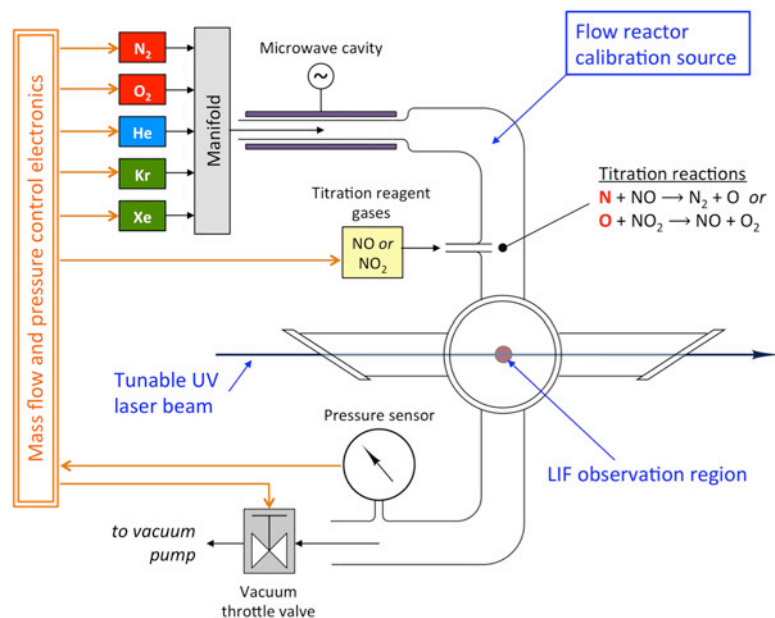 Mass flow and pressure control electronics
N₂
O₂
He
Kr
Xe
Manifold
Microwave cavity
~
Flow reactor
calibration source
Titration reagent
gases
NO or
NO₂
Titration reactions
N + NO → N₂ + O or
O + NO₂ → NO + O₂
Tunable UV
laser beam
Pressure sensor
LIF observation region
to vacuum
pump
Vacuum
throttle valve